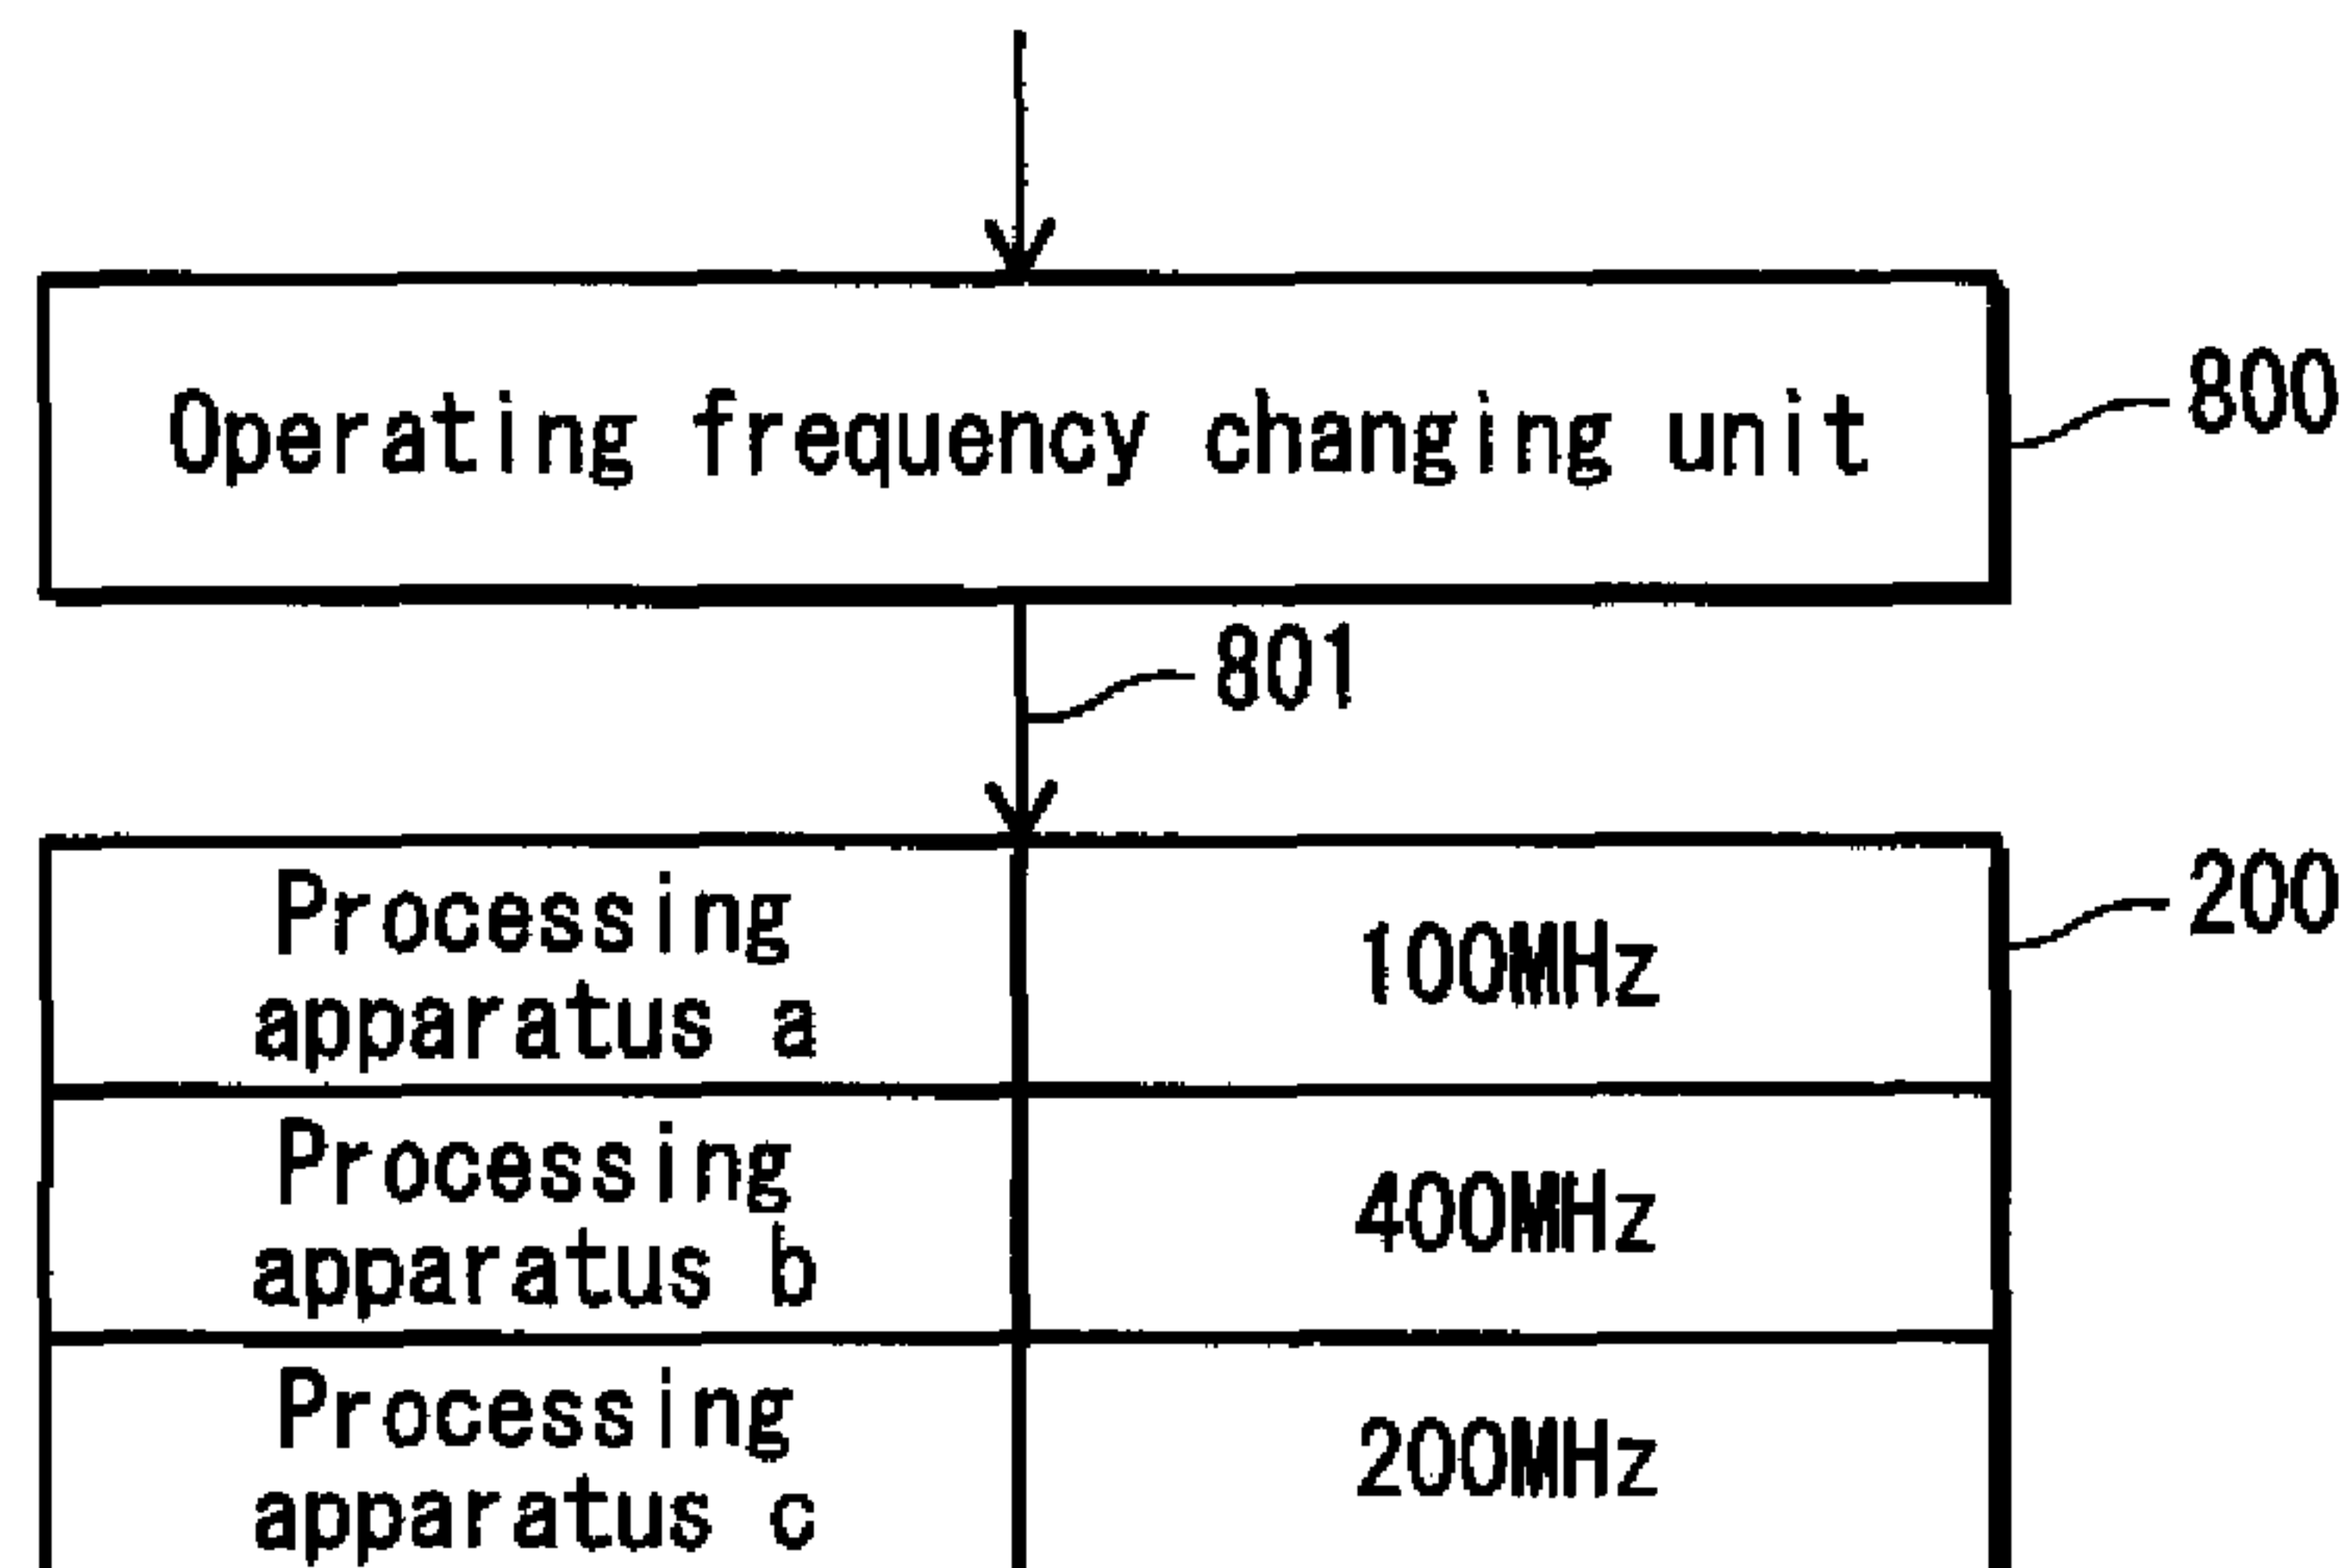 Operating frequency changing unit
800
801
200
Processing
apparatus a
100MHz
Processing
apparatus b
400MHz
Processing
apparatus c
200MHz